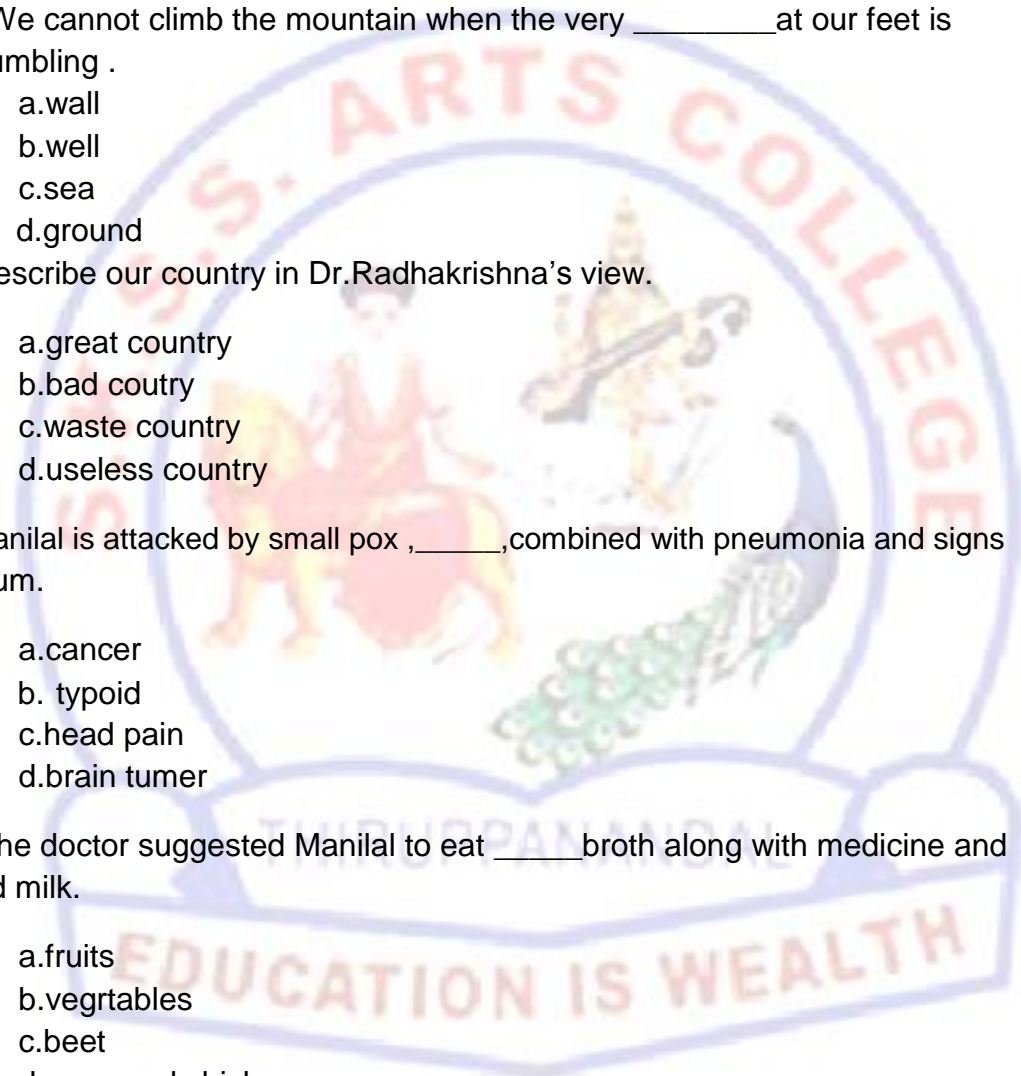 We cannot climb the mountain when the very ________at our feet is
umbling .
a.wall
b.well
c.sea
d.ground
escribe our country in Dr.Radhakrishna’s view.
a.great country
b.bad coutry
c.waste country
d.useless country
anilal is attacked by small pox ,_____,combined with pneumonia and signs
um.
a.cancer
b. typoid
c.head pain
d.brain tumer
he doctor suggested Manilal to eat _____broth along with medicine and
d milk.
a.fruits
b.vegrtables
c.beet
S.S. ARTS COLLEGE
THIRUPPANANDAL
EDUCATION IS WEALTH